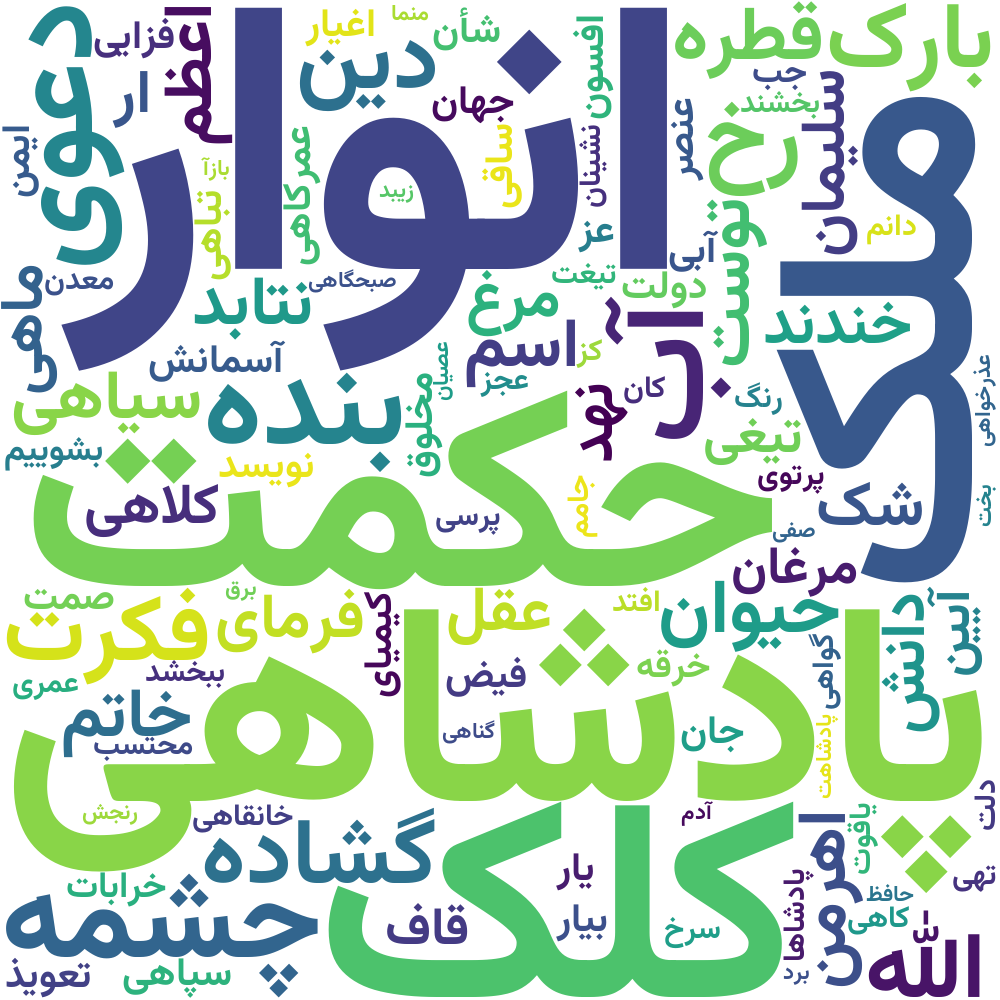 انوار
ملک
حکمت
پادشاهی
کلک
دعوی
فزایی
اعظم
ار
ایمن
اغیار
منما
شأن
دین
جهان
افسون
قطره
بارک
جب
بخشند
سلیمان
عنصر
رخ
نشینان
ساقی
عمرکاهی
بازآ
تباهی
زیبد
عز
آبی
توست
دانم
معدن
ماهی
صبحگاهی
نتابد
مرغ
تیغت
دولت
خندند
آب
اسم
کز
آسمانش
عجز
عصیان
کان
رنگ
عذرخواهی
سیاهی
بنده
مخلوق
نهد
تیغی
بشوییم
نویسد
پرتوی
کلاهی
پرسی
جامم
شک
صفی
بخت
مرغان
صمت
برق
فکرت
فرمای
کیمیای
عقل
افتد
حیوان
دانش
آیین
ببخشد
عمری
فیض
خرقه
گواهی
خاتم
محتسب
گناهی
جان
پادشاهت
رنجش
خانقاهی
آدم
دلت
گشاده
اهرمن
یاقوت
تهی
خرابات
یار
پادشاها
حافظ
کاهی
چشمه
قاف
بیار
سرخ
تعویذ
سپاهی
برد
الله